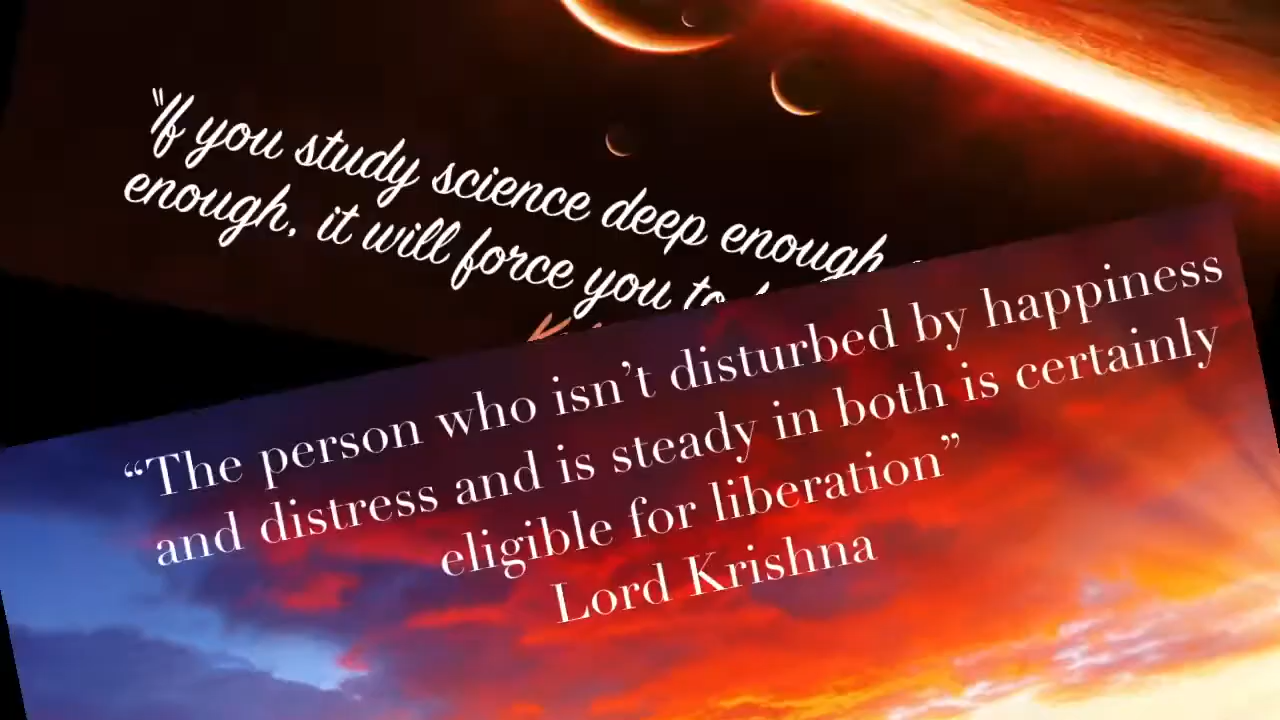 "If you study science deep enough
enough, it will force you to
“The person who isn’t disturbed by happiness
and distress and is steady in both is certainly
eligible for liberation”
Lord Krishna